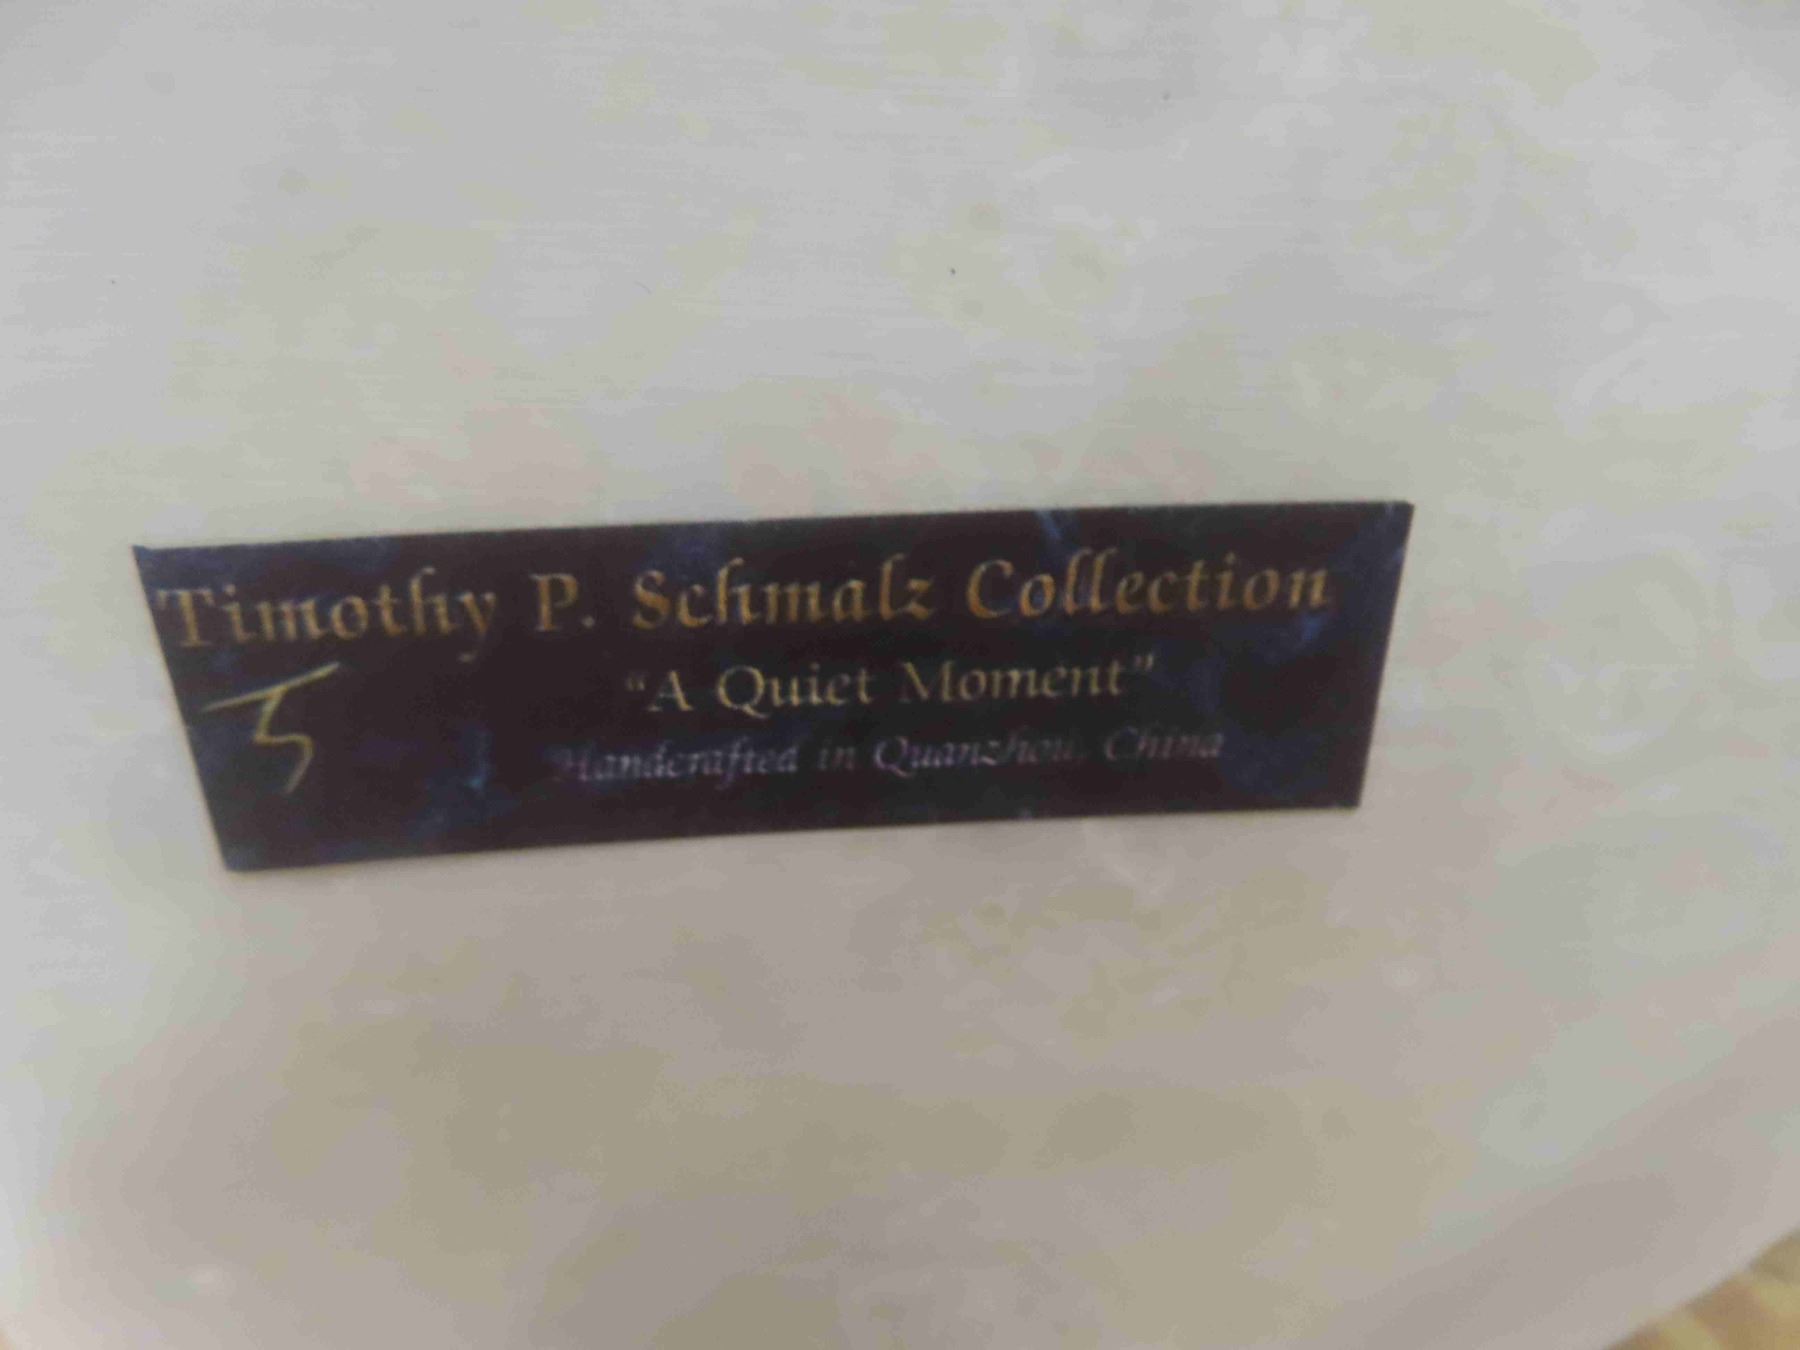 Timothy P. Schmalz Collection
“A Quiet Moment”
Handcrafted in Quanzhou, China